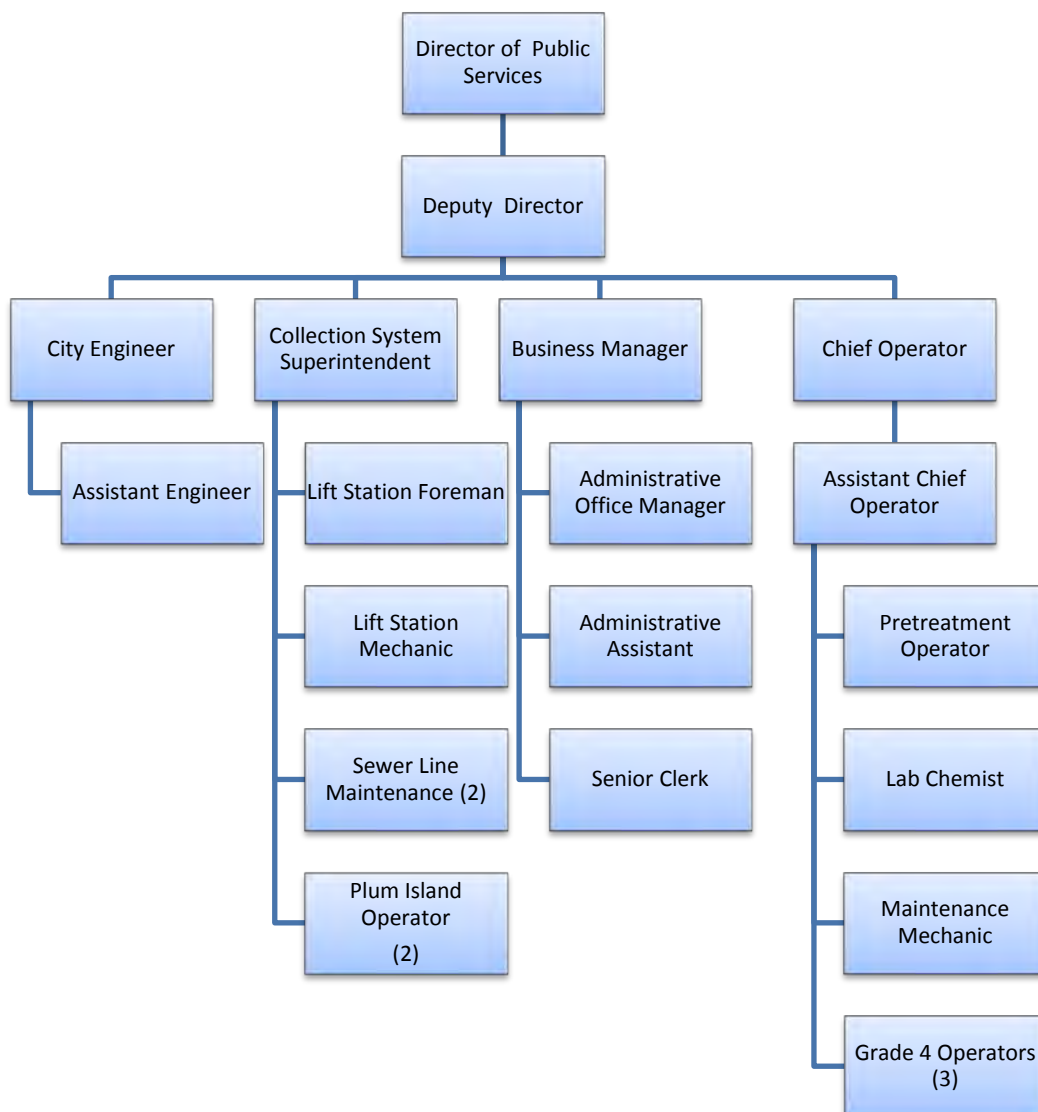 Director of Public
Services
Deputy Director
City Engineer
Collection System
Superintendent
Business Manager
Chief Operator
Assistant Engineer
Lift Station Foreman
Administrative
Office Manager
Assistant Chief
Operator
Lift Station
Mechanic
Administrative
Assistant
Pretreatment
Operator
Sewer Line
Maintenance (2)
Senior Clerk
Lab Chemist
Plum Island
Operator
(2)
Maintenance
Mechanic
Grade 4 Operators
(3)